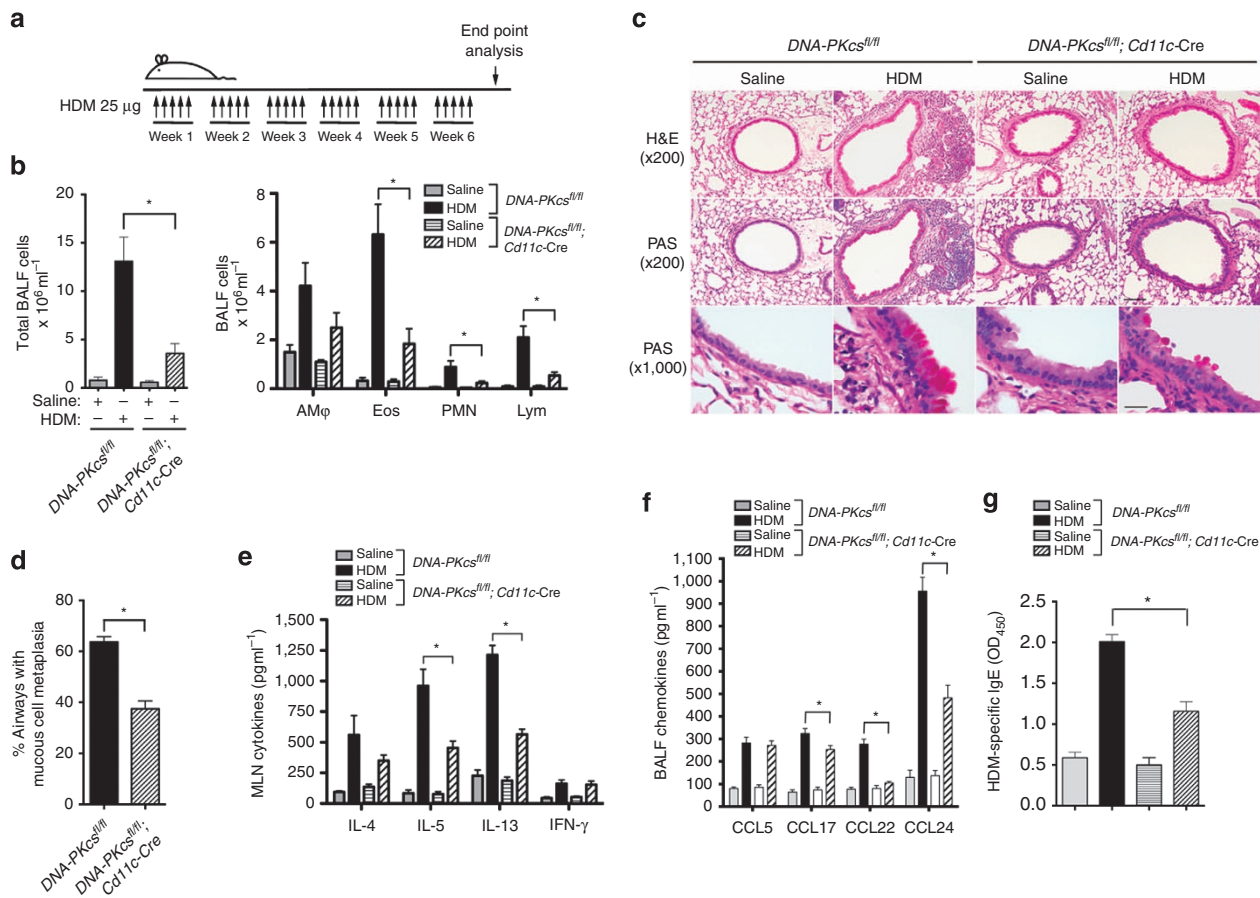 a
End point
analysis
HDM 25 μg
Week 1 Week 2 Week 3 Week 4 Week 5 Week 6
b
20
15
10
5
0
Total BALF cells
x 10⁶ ml⁻¹
*
Saline: + − + −
HDM: − + − +
DNA-PKcs^fl/fl
DNA-PKcs^fl/fl;
Cd11c-Cre
8
6
4
2
0
BALF cells
x 10⁶ ml⁻¹
Saline
HDM
DNA-PKcs^fl/fl
Saline
HDM
DNA-PKcs^fl/fl;
Cd11c-Cre
*
*
*
AMφ Eos PMN Lym
c
DNA-PKcs^fl/fl DNA-PKcs^fl/fl; Cd11c-Cre
Saline HDM Saline HDM
H&E
(x200)
PAS
(x200)
PAS
(x1,000)
d
80
60
40
20
0
% Airways with
mucous cell metaplasia
*
DNA-PKcs^fl/fl
DNA-PKcs^fl/fl;
Cd11c-Cre
e
Saline
HDM
DNA-PKcs^fl/fl
Saline
HDM
DNA-PKcs^fl/fl; Cd11c-Cre
1,500
1,250
1,000
750
500
250
0
MLN cytokines (pg ml⁻¹)
*
*
IL-4 IL-5 IL-13 IFN-γ
f
Saline
HDM
DNA-PKcs^fl/fl
Saline
HDM
DNA-PKcs^fl/fl; Cd11c-Cre
1,100
1,000
900
800
700
600
500
400
300
200
100
0
BALF chemokines (pg ml⁻¹)
*
*
*
CCL5 CCL17 CCL22 CCL24
g
Saline
HDM
DNA-PKcs^fl/fl
Saline
HDM
DNA-PKcs^fl/fl; Cd11c-Cre
2.5
2.0
1.5
1.0
0.5
0.0
HDM-specific IgE (OD₄₅₀)
*